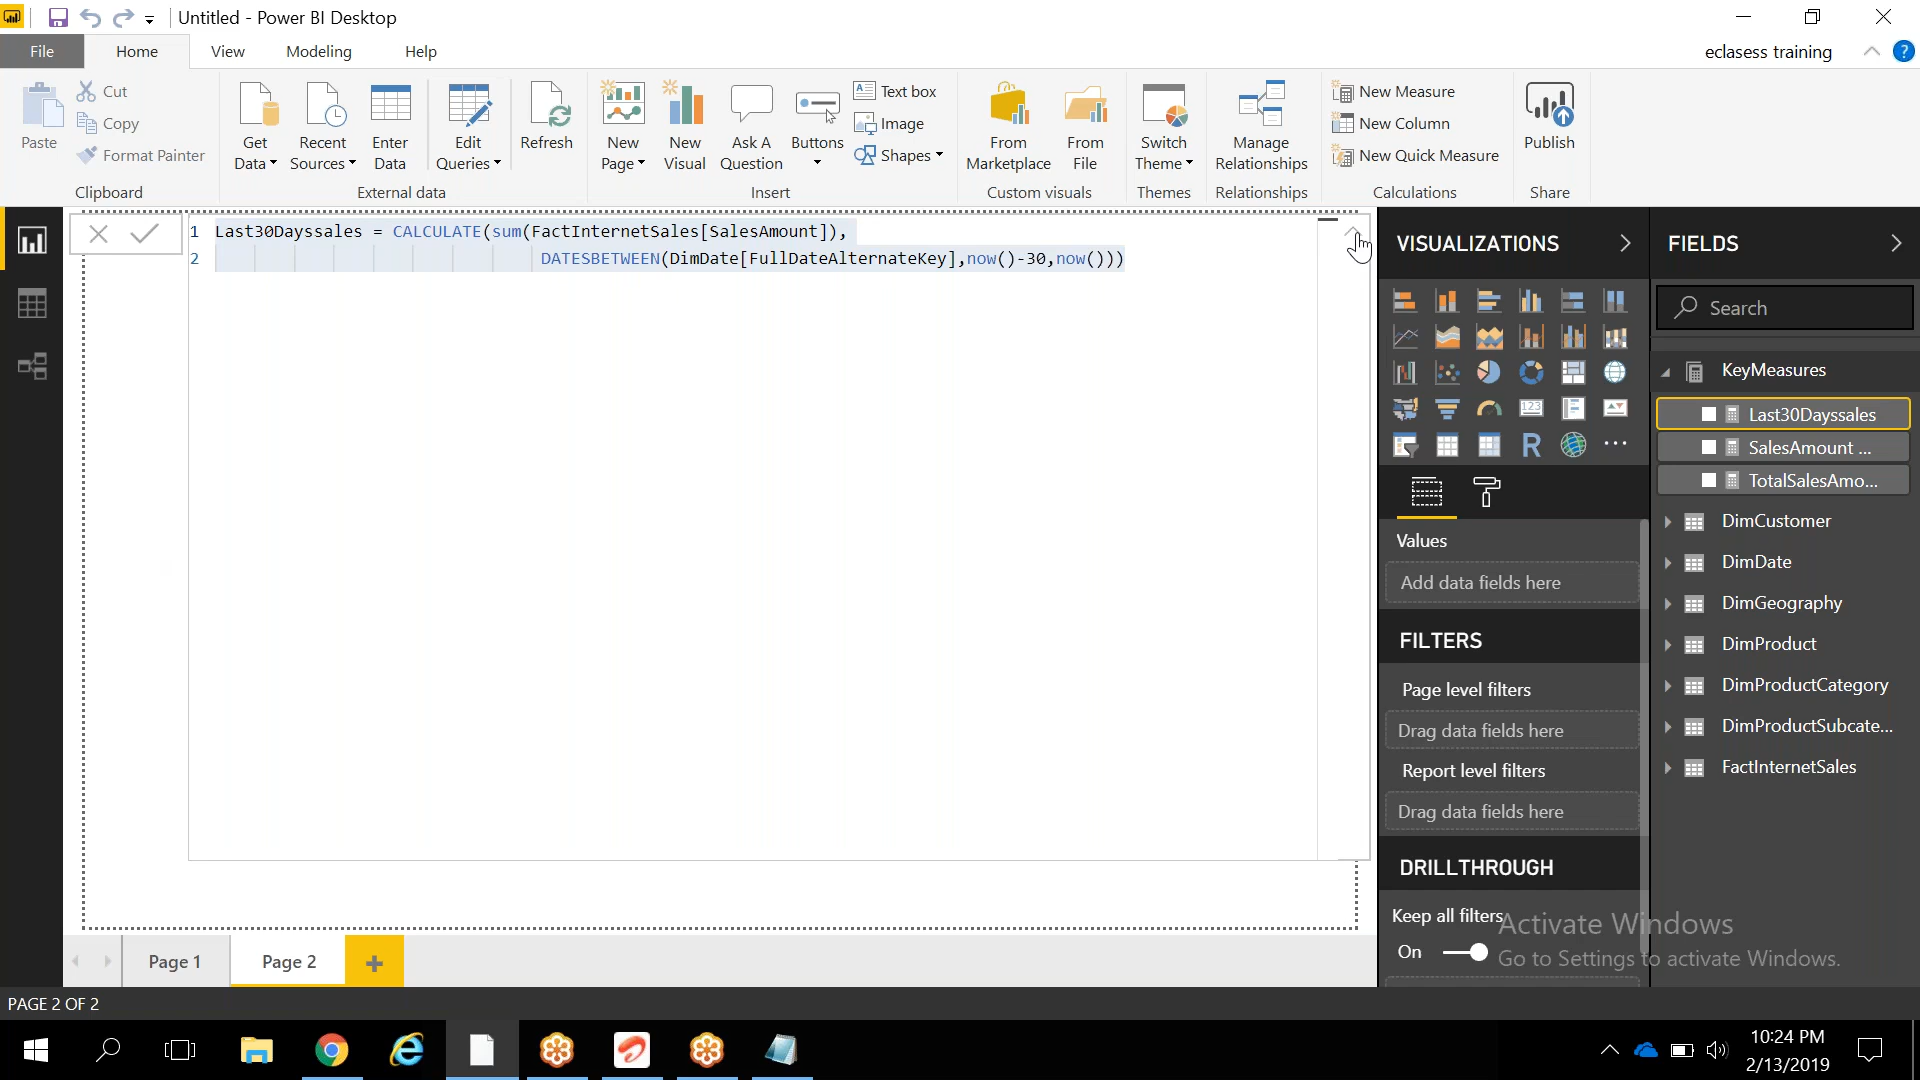 Untitled - Power BI Desktop
File Home View Modeling Help
eclasess training
Paste
Cut
Copy
Format Painter
Clipboard
Get Data
Recent Sources
Enter Data
Edit Queries
Refresh
External data
New Page
New Visual
Ask A Question
Buttons
Text box
Image
Shapes
Insert
From Marketplace
From File
Custom visuals
Switch Theme
Themes
Manage Relationships
Relationships
New Measure
New Column
New Quick Measure
Calculations
Publish
Share
1 Last30Dayssales = CALCULATE(sum(FactInternetSales[SalesAmount]),
2 DATESBETWEEN(DimDate[FullDateAlternateKey],now()-30,now()))
VISUALIZATIONS
123
R
Values
Add data fields here
FILTERS
Page level filters
Drag data fields here
Report level filters
Drag data fields here
DRILLTHROUGH
Keep all filters
On
FIELDS
Search
KeyMeasures
Last30Dayssales
SalesAmount ...
TotalSalesAmo...
DimCustomer
DimDate
DimGeography
DimProduct
DimProductCategory
DimProductSubcate...
FactInternetSales
Activate Windows
Go to Settings to activate Windows.
Page 1
Page 2
PAGE 2 OF 2
10:24 PM
2/13/2019